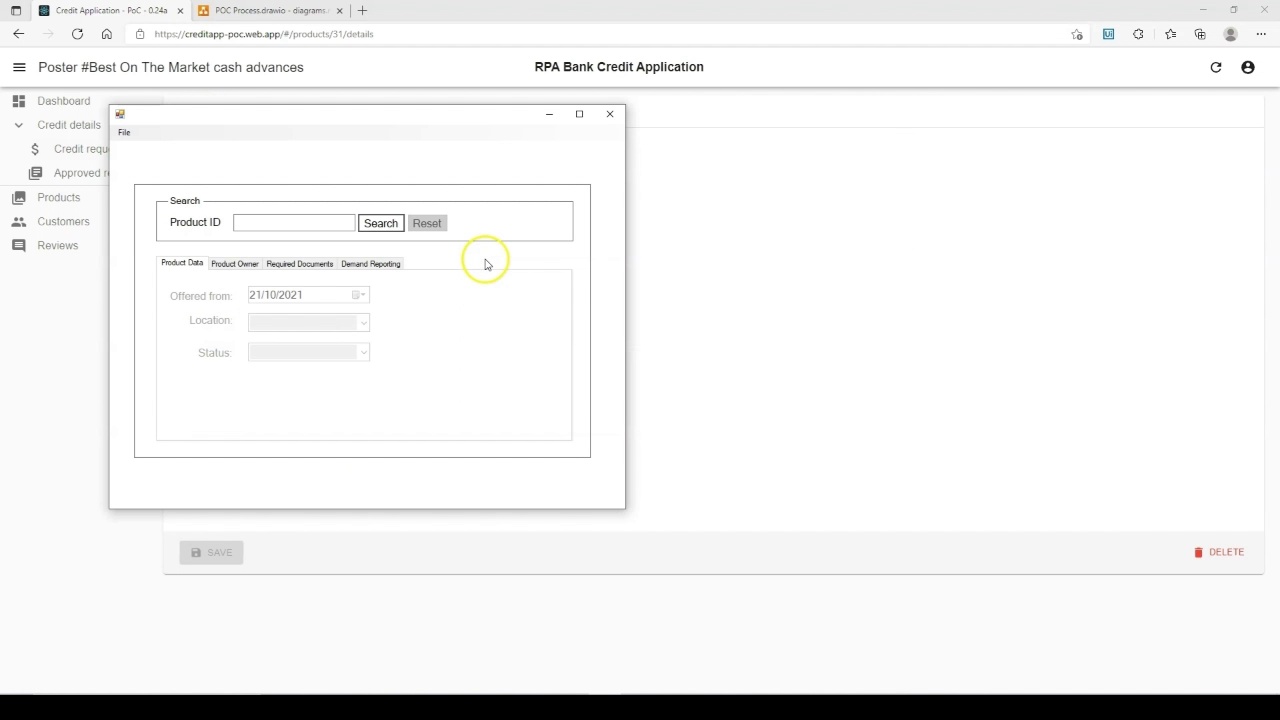 Credit Application - PoC - 0.24a
POC Process.drawio - diagrams.
https://creditapp-poc.web.app/#/products/31/details
Poster #Best On The Market cash advances
RPA Bank Credit Application
Dashboard
Credit details
Credit requ
Approved r
Products
Customers
Reviews
File
Search
Product ID
Search
Reset
Product Data
Product Owner
Required Documents
Demand Reporting
Offered from:
21/10/2021
Location:
Status:
SAVE
DELETE